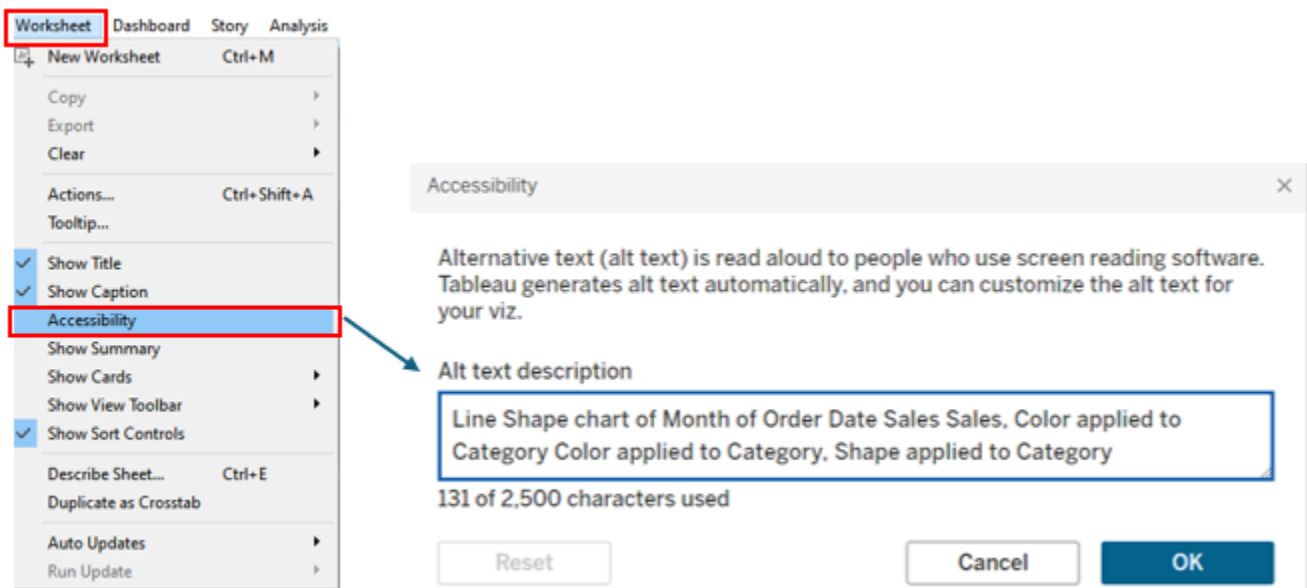 Worksheet Dashboard Story Analysis
New Worksheet Ctrl+M
Copy
Export
Clear
Actions... Ctrl+Shift+A
Tooltip...
Show Title
Show Caption
Accessibility
Show Summary
Show Cards
Show View Toolbar
Show Sort Controls
Describe Sheet... Ctrl+E
Duplicate as Crosstab
Auto Updates
Run Update
Accessibility
Alternative text (alt text) is read aloud to people who use screen reading software.
Tableau generates alt text automatically, and you can customize the alt text for
your viz.
Alt text description
Line Shape chart of Month of Order Date Sales Sales, Color applied to
Category Color applied to Category, Shape applied to Category
131 of 2,500 characters used
Reset Cancel OK